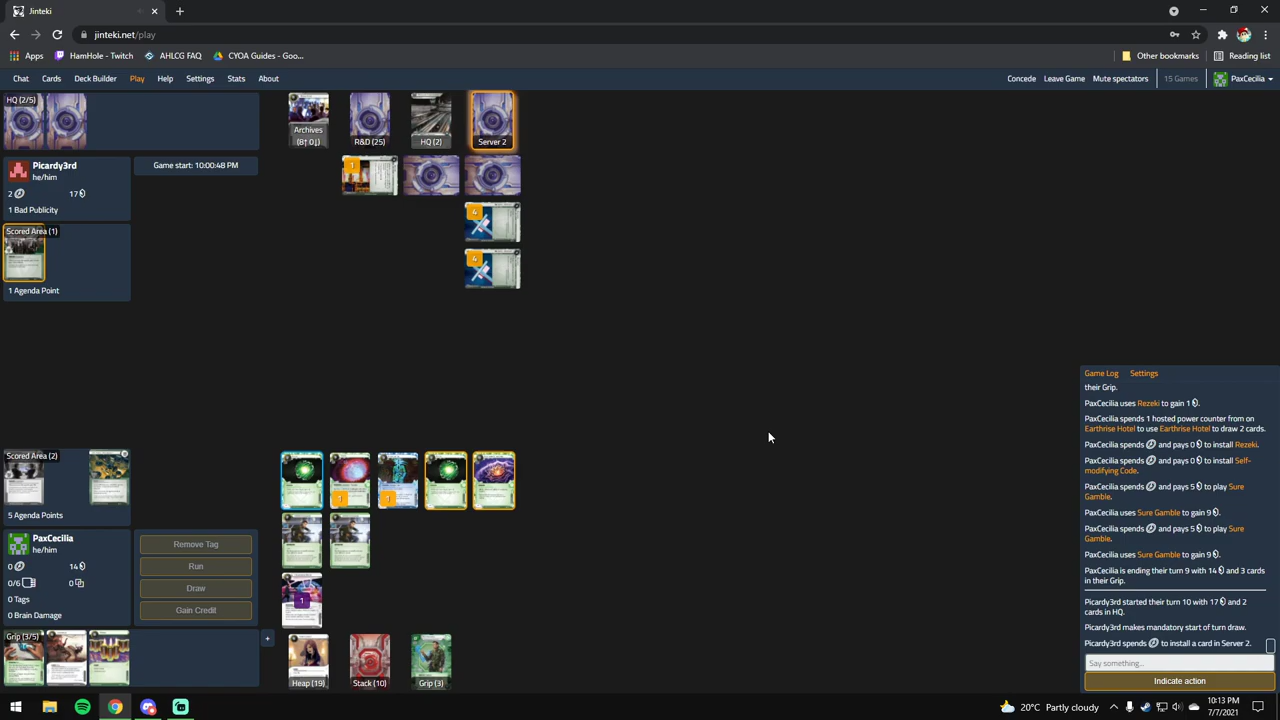 Jinteki
jinteki.net/play
Apps
HamHole - Twitch
AHLCG FAQ
CYOA Guides - Goo...
Other bookmarks
Reading list
Chat
Cards
Deck Builder
Play
Help
Settings
Stats
About
Concede
Leave Game
Mute spectators
15 Games
PaxCecilia
HQ (2/5)
Archives
(8↑ 0↓)
R&D (25)
HQ (2)
Server 2
Picardy3rd
he/him
2
17
1 Bad Publicity
Game start: 10:00:48 PM
1
4
4
Scored Area (1)
1 Agenda Point
Game Log
Settings
their Grip.
PaxCecilia uses Rezeki to gain 1
PaxCecilia spends 1 hosted power counter from on
Earthrise Hotel to use Earthrise Hotel to draw 2 cards.
PaxCecilia spends and pays 0 to install Rezeki.
PaxCecilia spends and pays 0 to install Self-
modifying Code.
PaxCecilia spends and pays 5 to play Sure
Gamble.
PaxCecilia uses Sure Gamble to gain 9
PaxCecilia spends and pays 5 to play Sure
Gamble.
PaxCecilia uses Sure Gamble to gain 9
PaxCecilia is ending their turn 9 with 14 and 3 cards
in their Grip.
Picardy3rd started their turn 10 with 17 and 2
cards in HQ.
Picardy3rd makes mandatory start of turn draw.
Picardy3rd spends to install a card in Server 2.
Say something...
Indicate action
Scored Area (2)
5 Agenda Points
PaxCecilia
he/him
0
14
0/6
0
0 Tags
0 Brain Damage
Remove Tag
Run
Draw
Gain Credit
1
1
1
Grip (3/5)
+
Heap (19)
Stack (10)
Grip (3)
20°C Partly cloudy
10:13 PM
7/7/2021